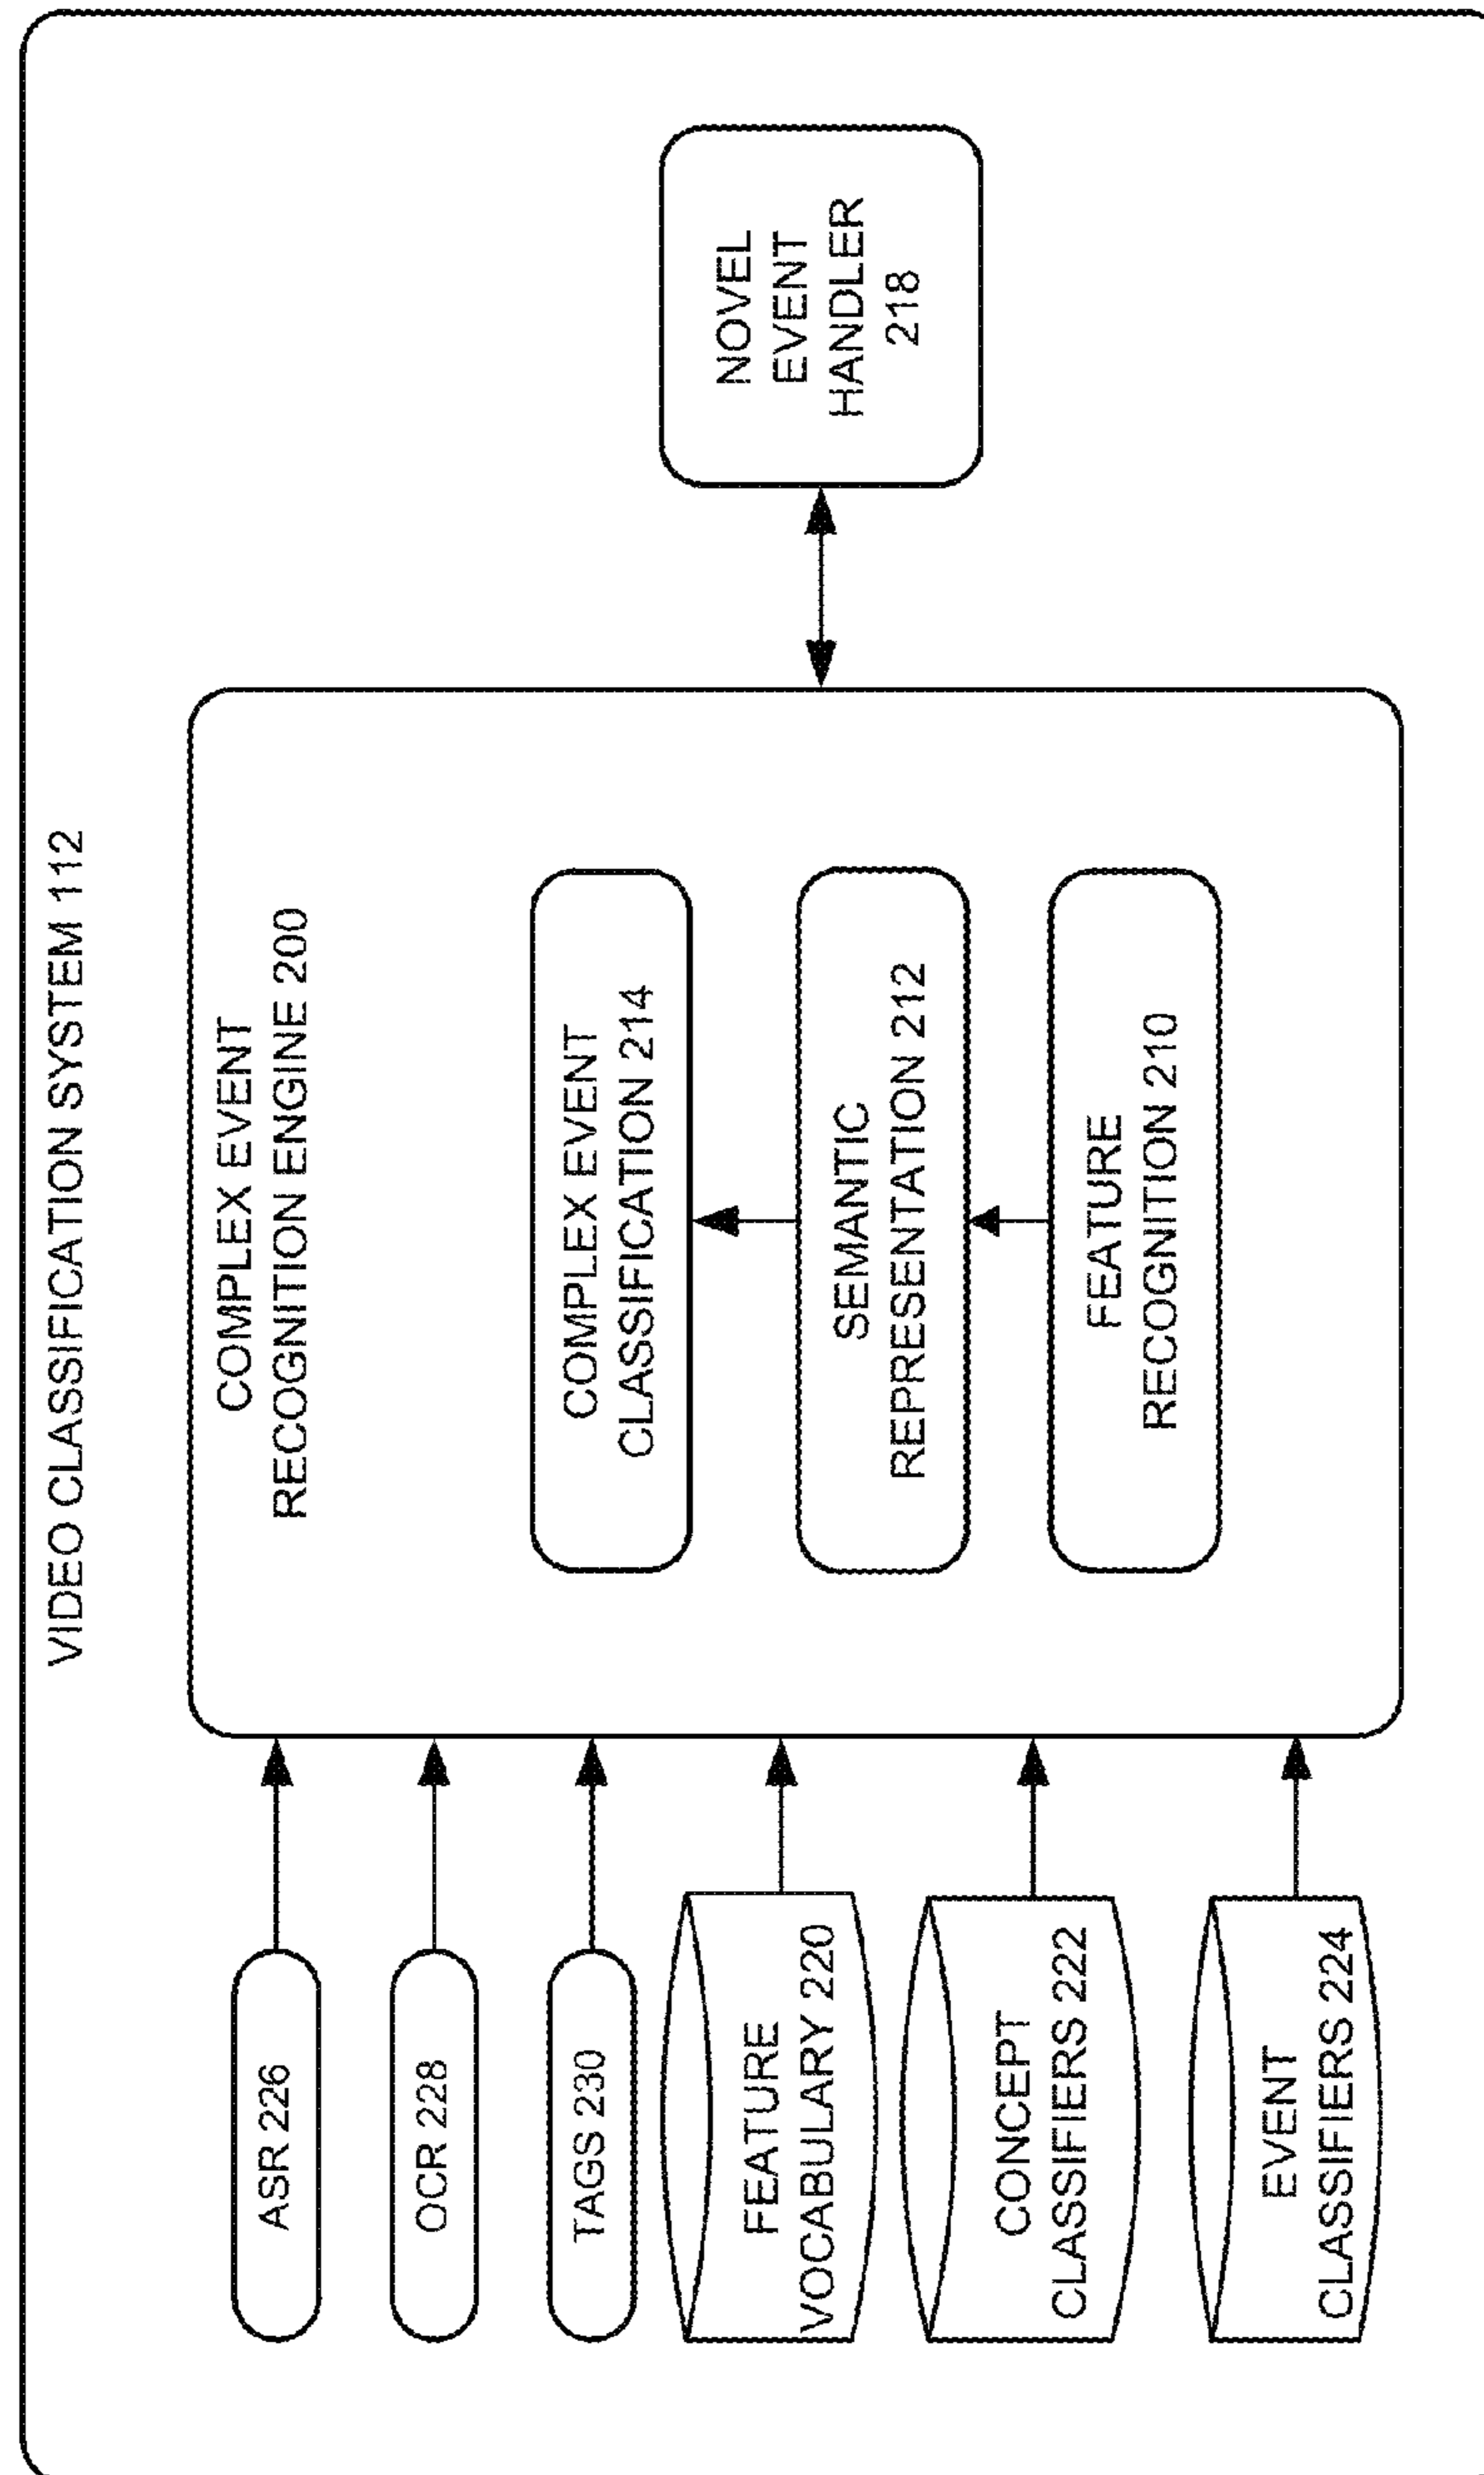 VIDEO CLASSIFICATION SYSTEM 112
ASR 226
OCR 228
TAGS 230
FEATURE
VOCABULARY 220
CONCEPT
CLASSIFIERS 222
EVENT
CLASSIFIERS 224
COMPLEX EVENT
RECOGNITION ENGINE 200
COMPLEX EVENT
CLASSIFICATION 214
SEMANTIC
REPRESENTATION 212
FEATURE
RECOGNITION 210
NOVEL
EVENT
HANDLER
218